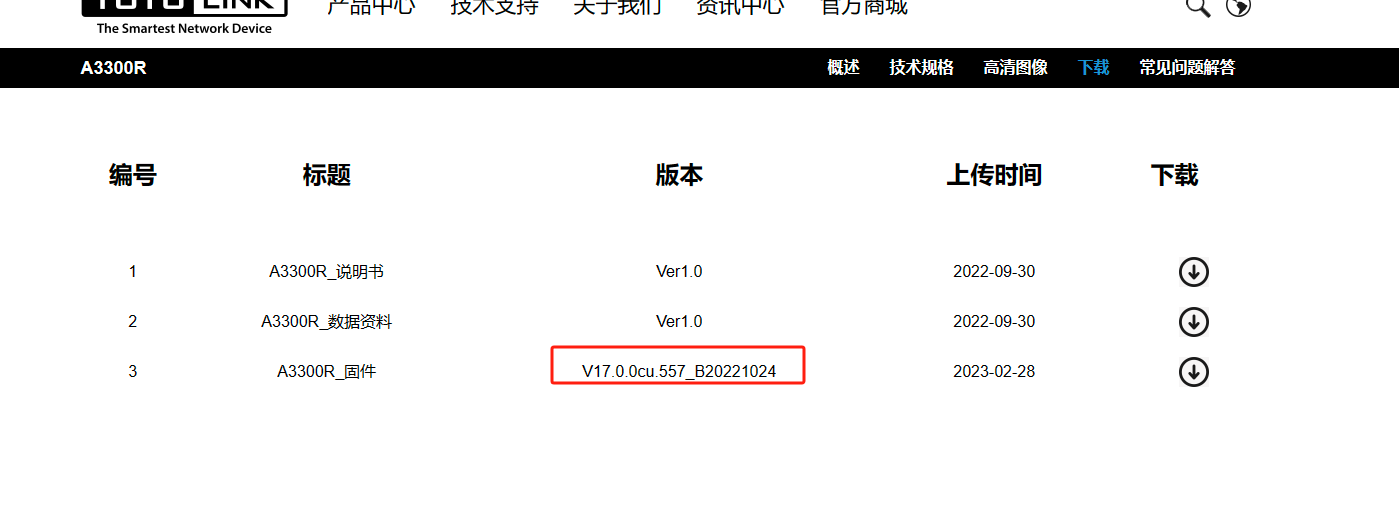 TOTO LINK
The Smartest Network Device
产品中心 技术支持 关于我们 资讯中心 官方商城
A3300R 概述 技术规格 高清图像 下载 常见问题解答
编号 标题 版本 上传时间 下载
1 A3300R_说明书 Ver1.0 2022-09-30
2 A3300R_数据资料 Ver1.0 2022-09-30
3 A3300R_固件 V17.0.0cu.557_B20221024 2023-02-28